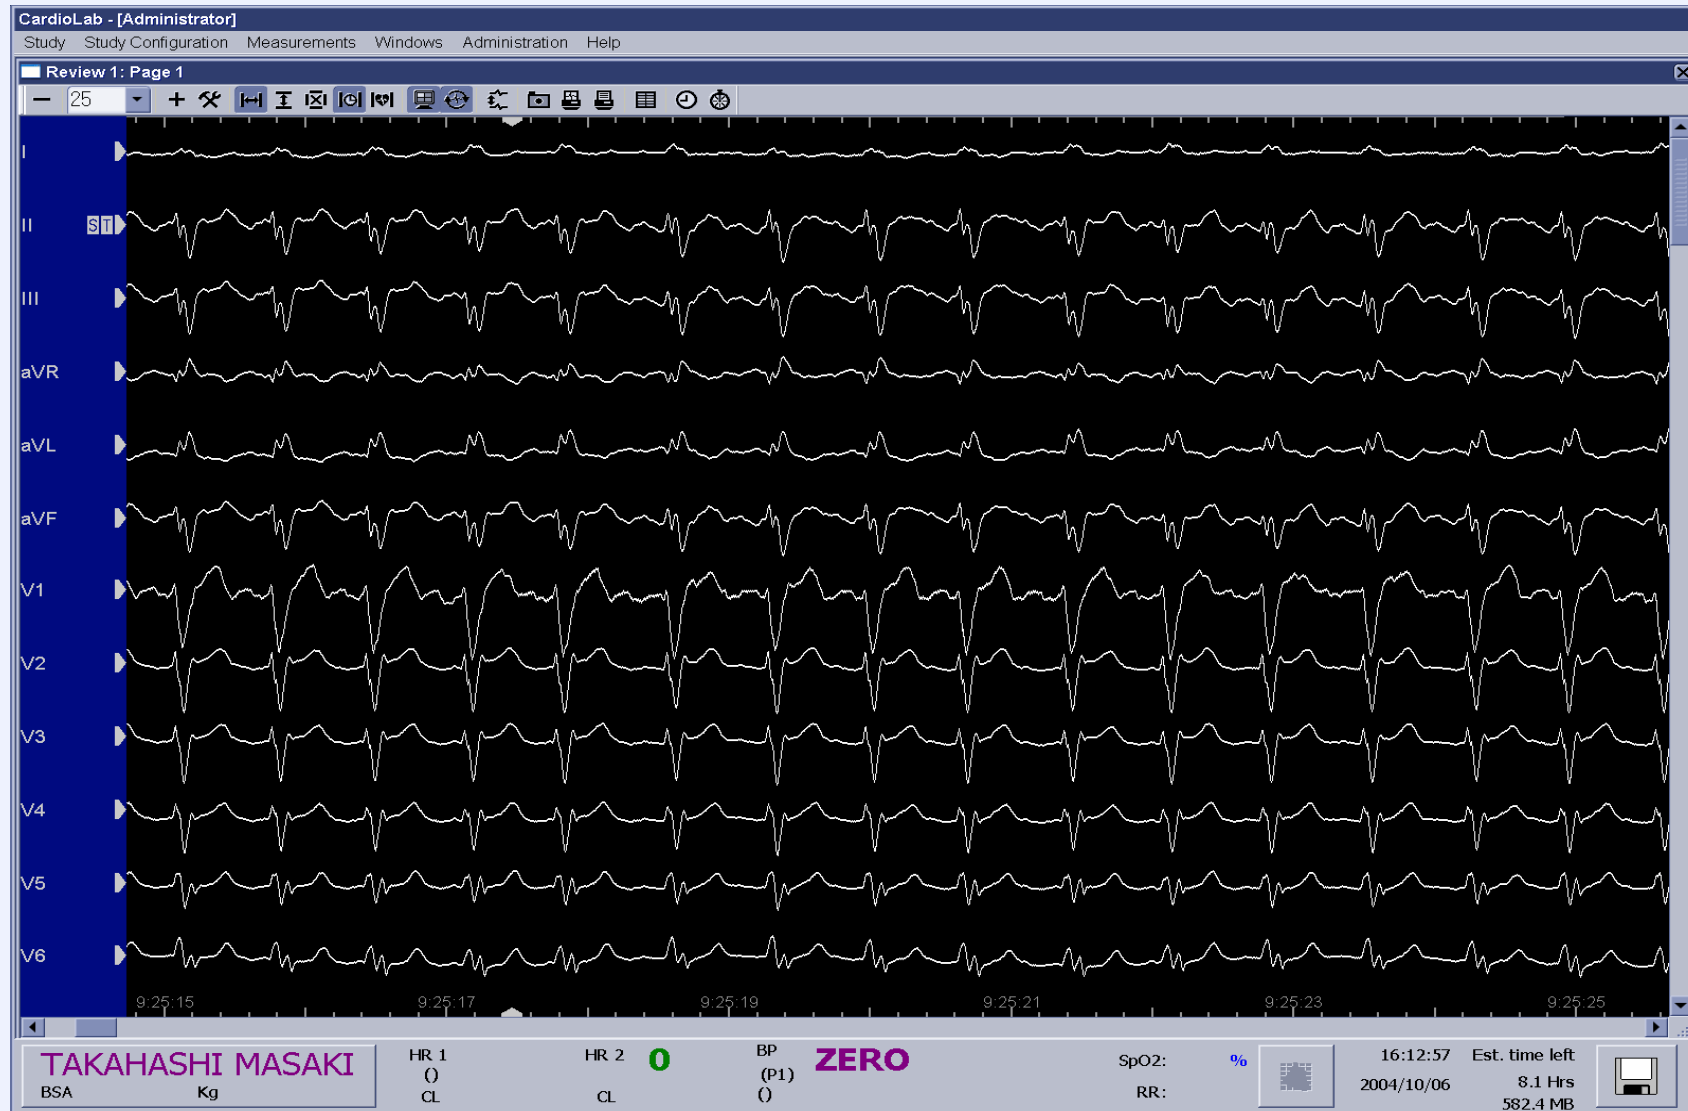 CardioLab - [Administrator]
Study Study Configuration Measurements Windows Administration Help
Review 1: Page 1
25
I
II ST
III
aVR
aVL
aVF
V1
V2
V3
V4
V5
V6
9:25:15 9:25:17 9:25:19 9:25:21 9:25:23 9:25:25
TAKAHASHI MASAKI
BSA Kg
HR 1
()
CL
HR 2 0
CL
BP ZERO
(P1)
()
SpO2: %
RR:
16:12:57
2004/10/06
Est. time left
8.1 Hrs
582.4 MB